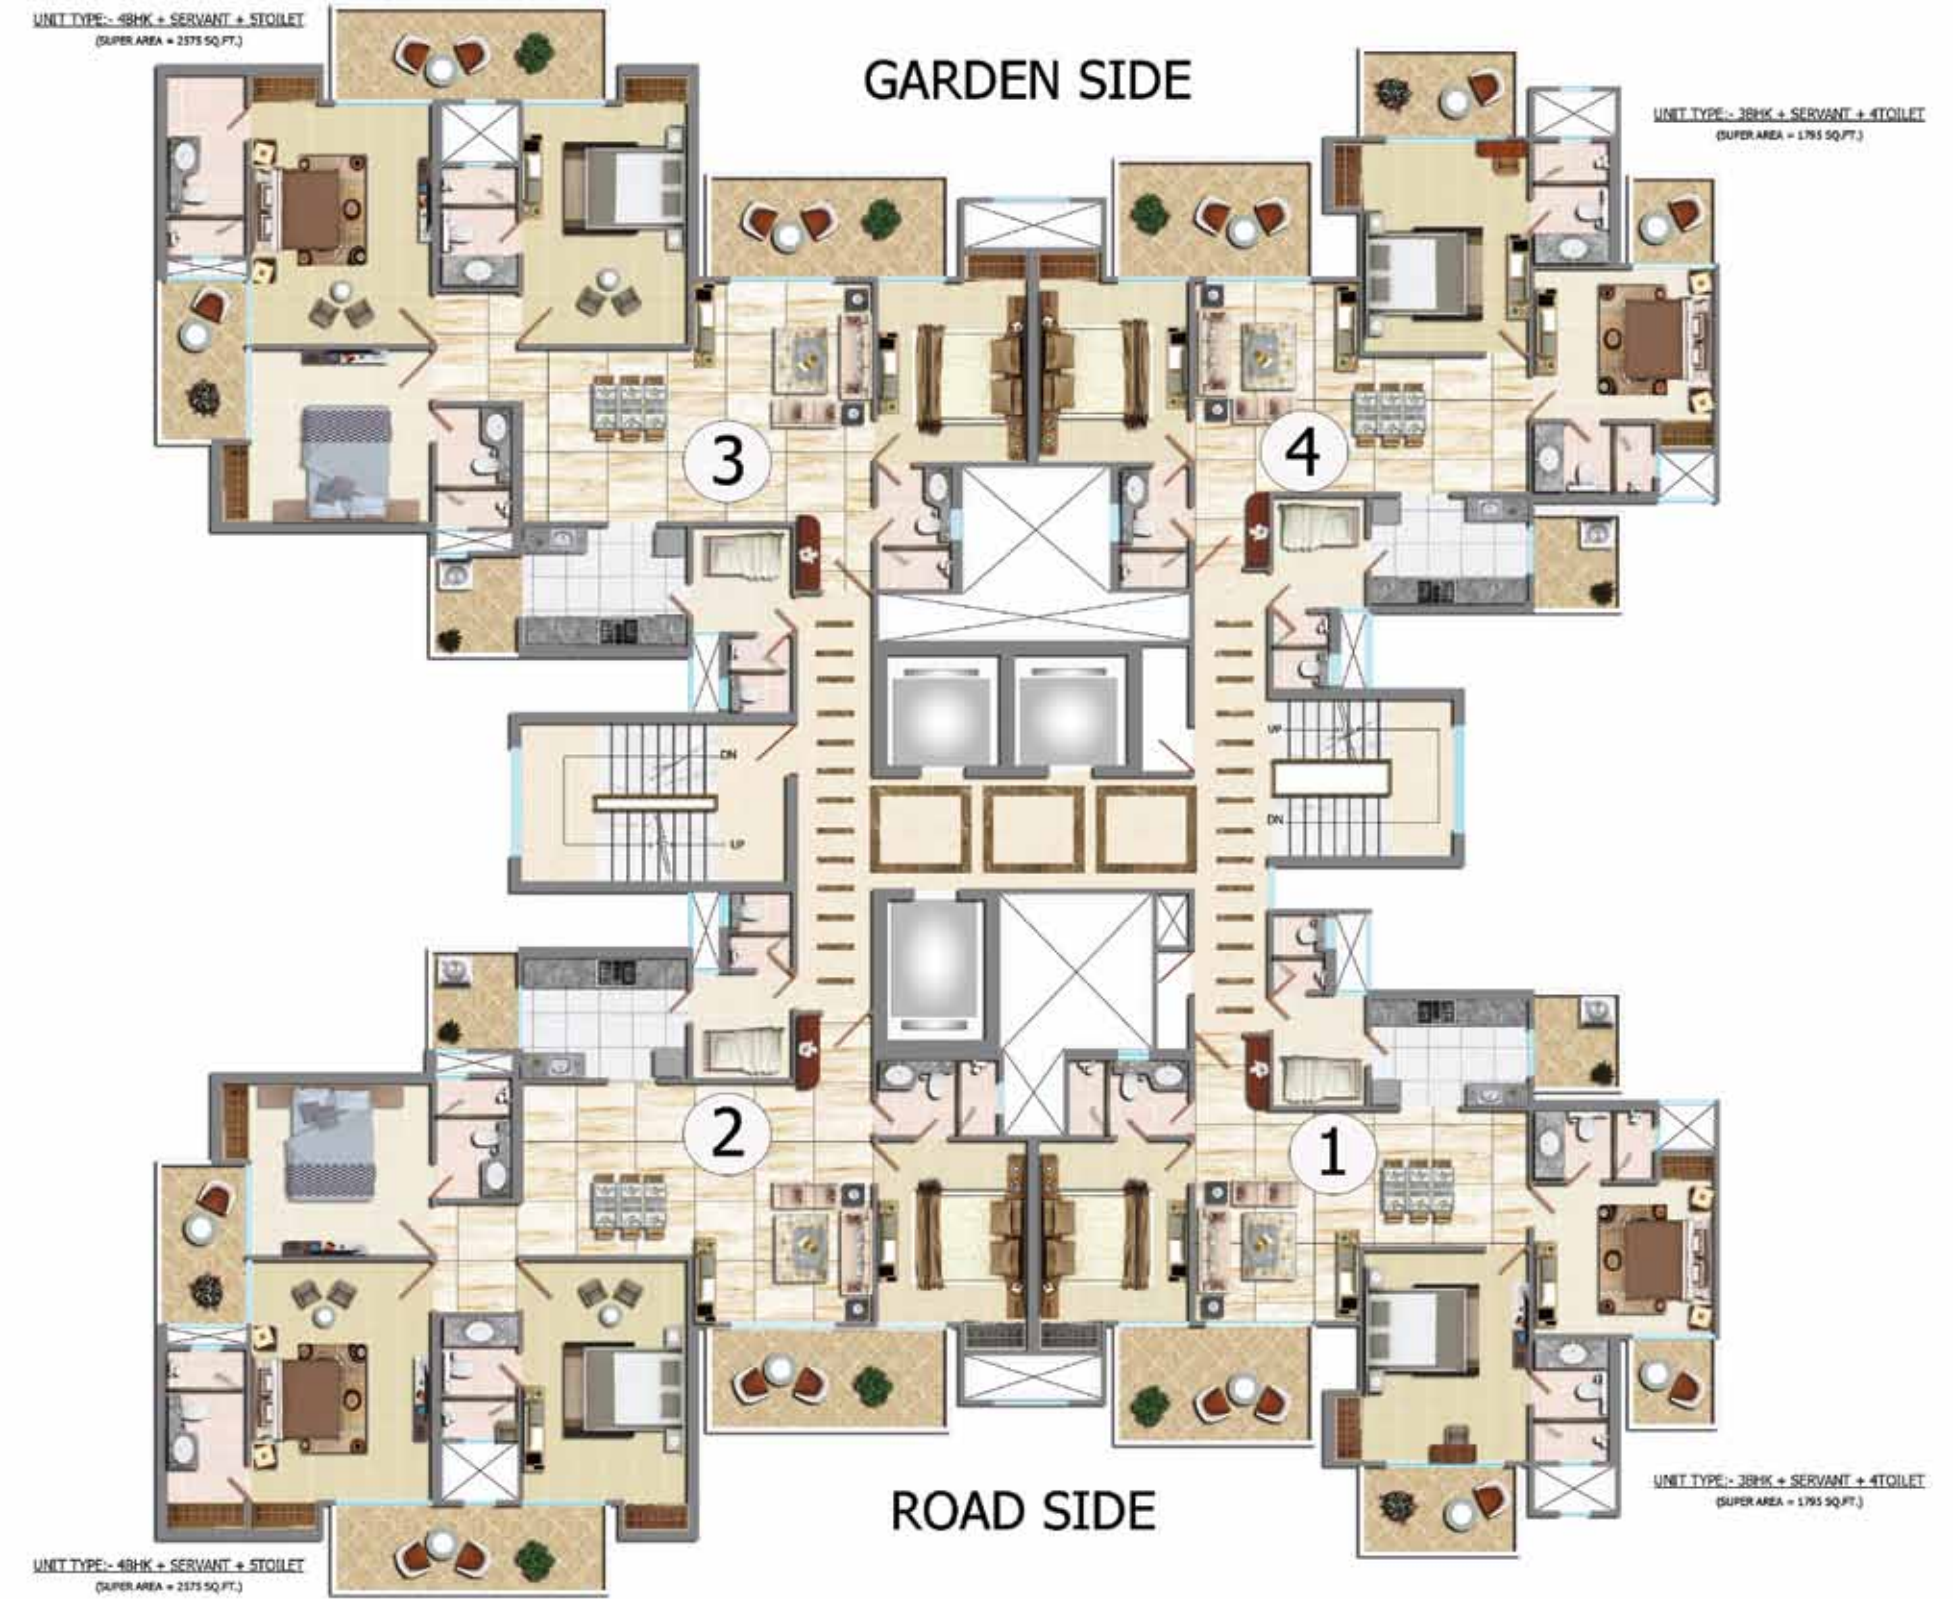 UNIT TYPE:- 4BHK + SERVANT + 5TOILET
(SUPER AREA = 2575 SQ.FT.)
GARDEN SIDE
UNIT TYPE:- 3BHK + SERVANT + 4TOILET
(SUPER AREA = 1795 SQ.FT.)
3
4
DN
UP
UP
DN
2
1
ROAD SIDE
UNIT TYPE:- 3BHK + SERVANT + 4TOILET
(SUPER AREA = 1795 SQ.FT.)
UNIT TYPE:- 4BHK + SERVANT + 5TOILET
(SUPER AREA = 2575 SQ.FT.)